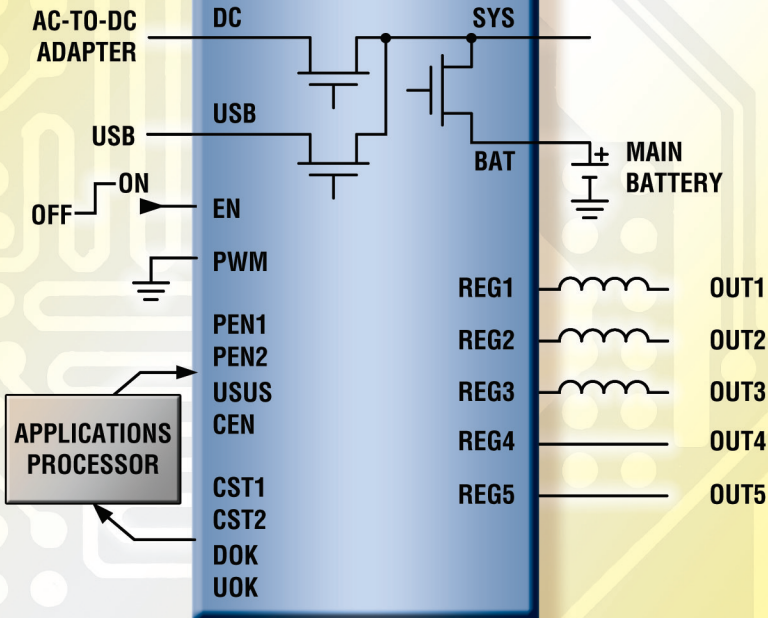 AC-TO-DC
ADAPTER
DC
SYS
USB
USB
BAT
+
MAIN
BATTERY
ON
OFF
EN
PWM
REG1
OUT1
PEN1
REG2
OUT2
PEN2
USUS
REG3
OUT3
CEN
APPLICATIONS
PROCESSOR
REG4
OUT4
CST1
REG5
OUT5
CST2
DOK
UOK